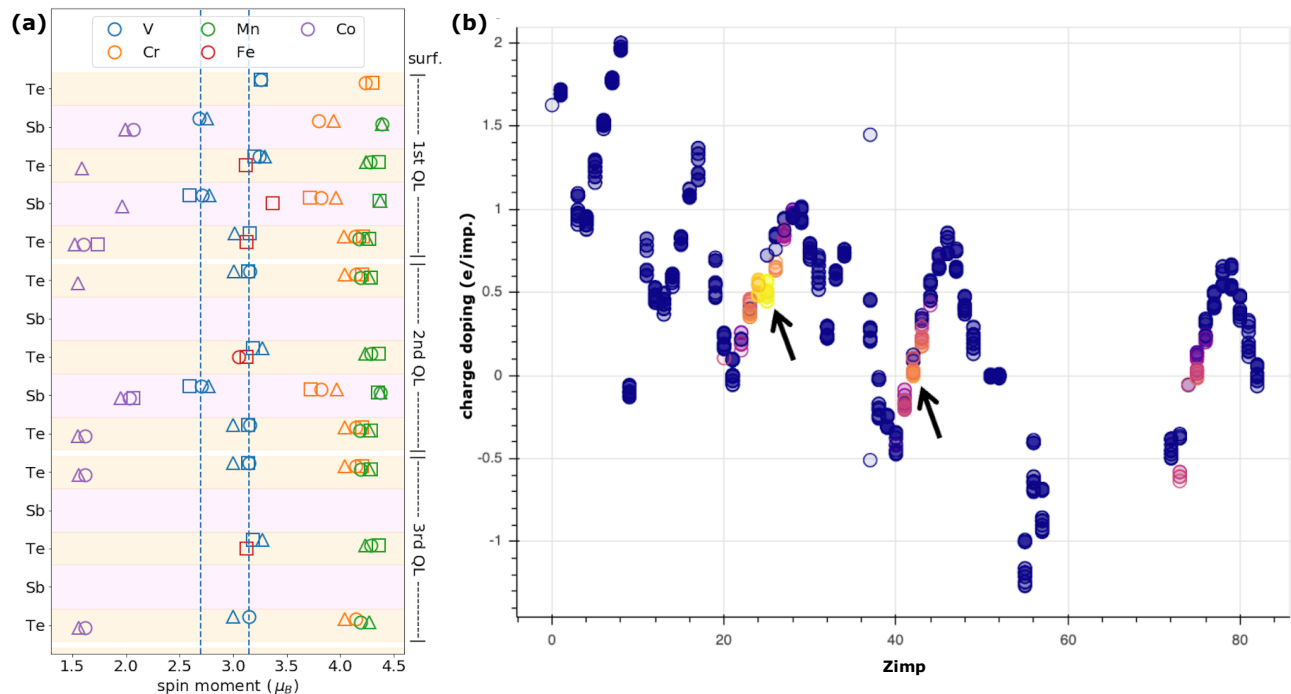 (a)
V
Mn
Co
Cr
Fe
surf.
Te
Sb
Te
Sb
Te
1st QL
Te
Sb
Te
Sb
Te
2nd QL
Te
Sb
Te
Sb
Te
3rd QL
1.5 2.0 2.5 3.0 3.5 4.0 4.5
spin moment (μB)
(b)
2
1.5
1
0.5
0
-0.5
-1
charge doping (e/imp.)
0 20 40 60 80
Zimp